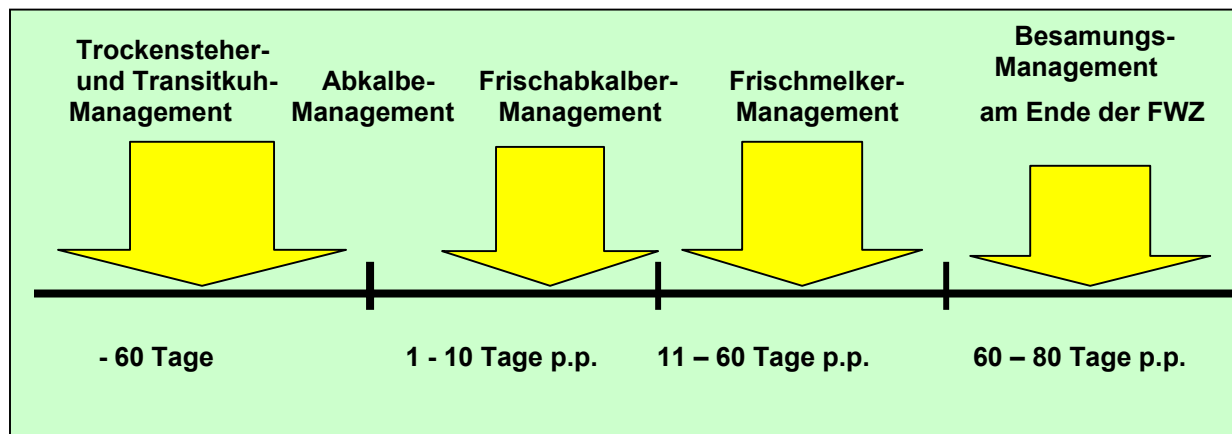 Trockensteher-
und Transitkuh-
Management
Abkalbe-
Management
Frischabkalber-
Management
Frischmelker-
Management
Besamungs-
Management
am Ende der FWZ
- 60 Tage
1 - 10 Tage p.p.
11 – 60 Tage p.p.
60 – 80 Tage p.p.